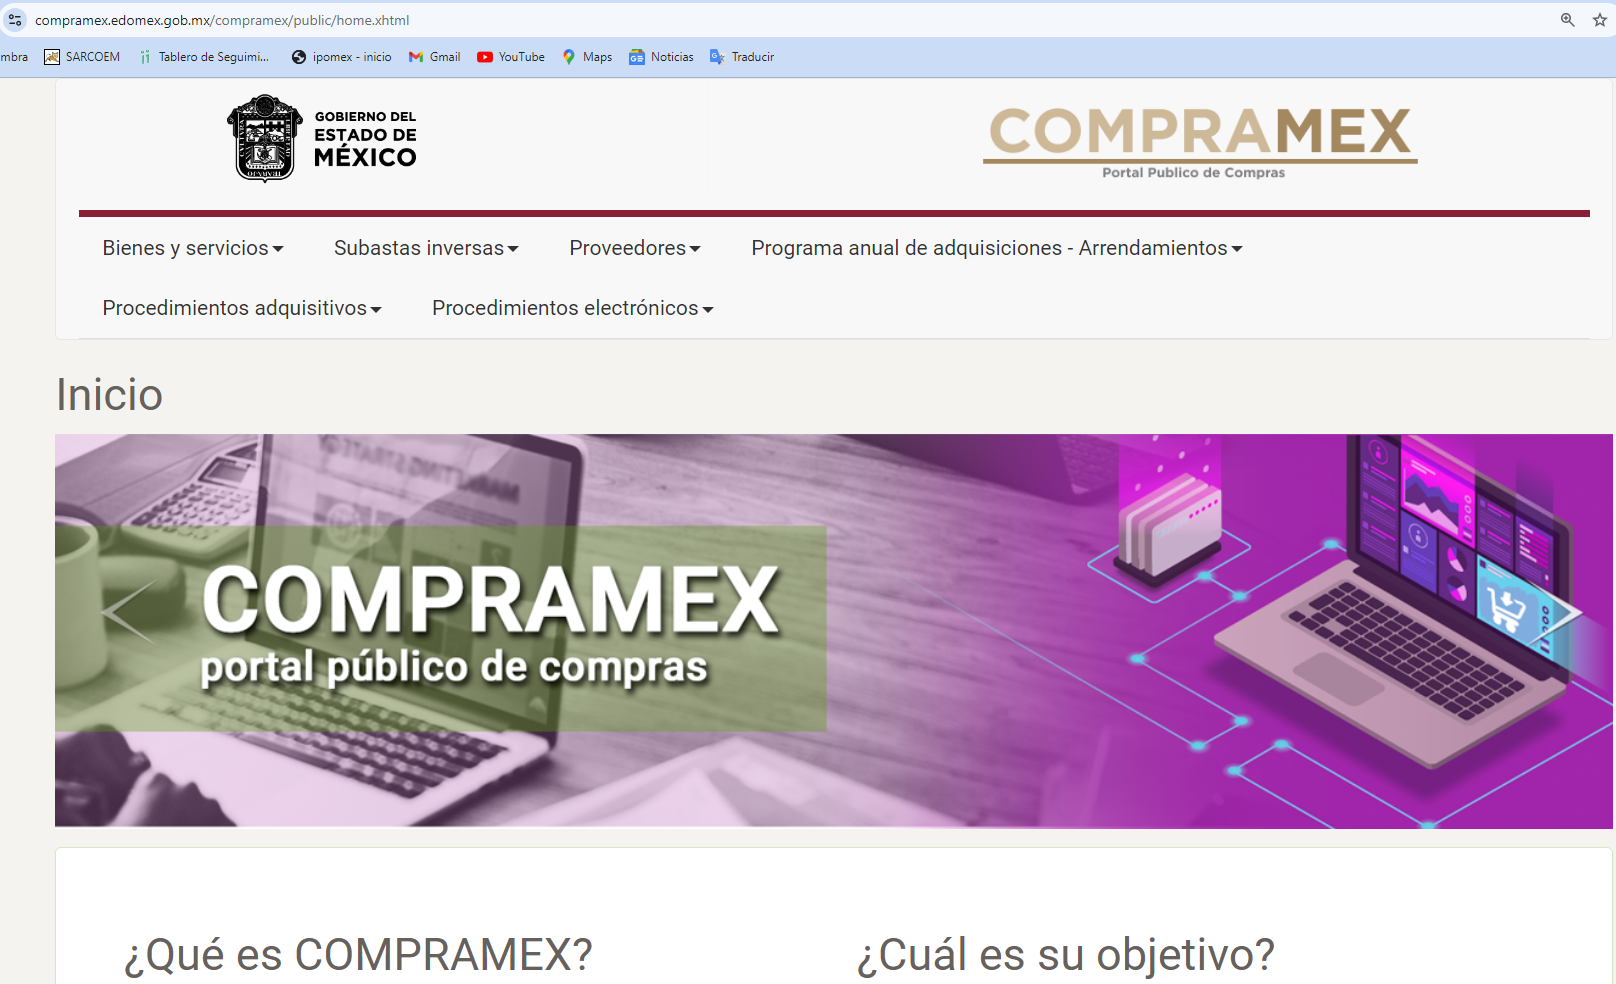 compramex.edomex.gob.mx/compramex/public/home.xhtml
mbra SARCOEM Tablero de Seguimi... ipomex - inicio Gmail YouTube Maps Noticias Traducir
GOBIERNO DEL
ESTADO DE
MÉXICO
COMPRAMEX
Portal Publico de Compras
Bienes y servicios Subastas inversas Proveedores Programa anual de adquisiciones - Arrendamientos
Procedimientos adquisitivos Procedimientos electrónicos
Inicio
COMPRAMEX
portal público de compras
¿Qué es COMPRAMEX? ¿Cuál es su objetivo?